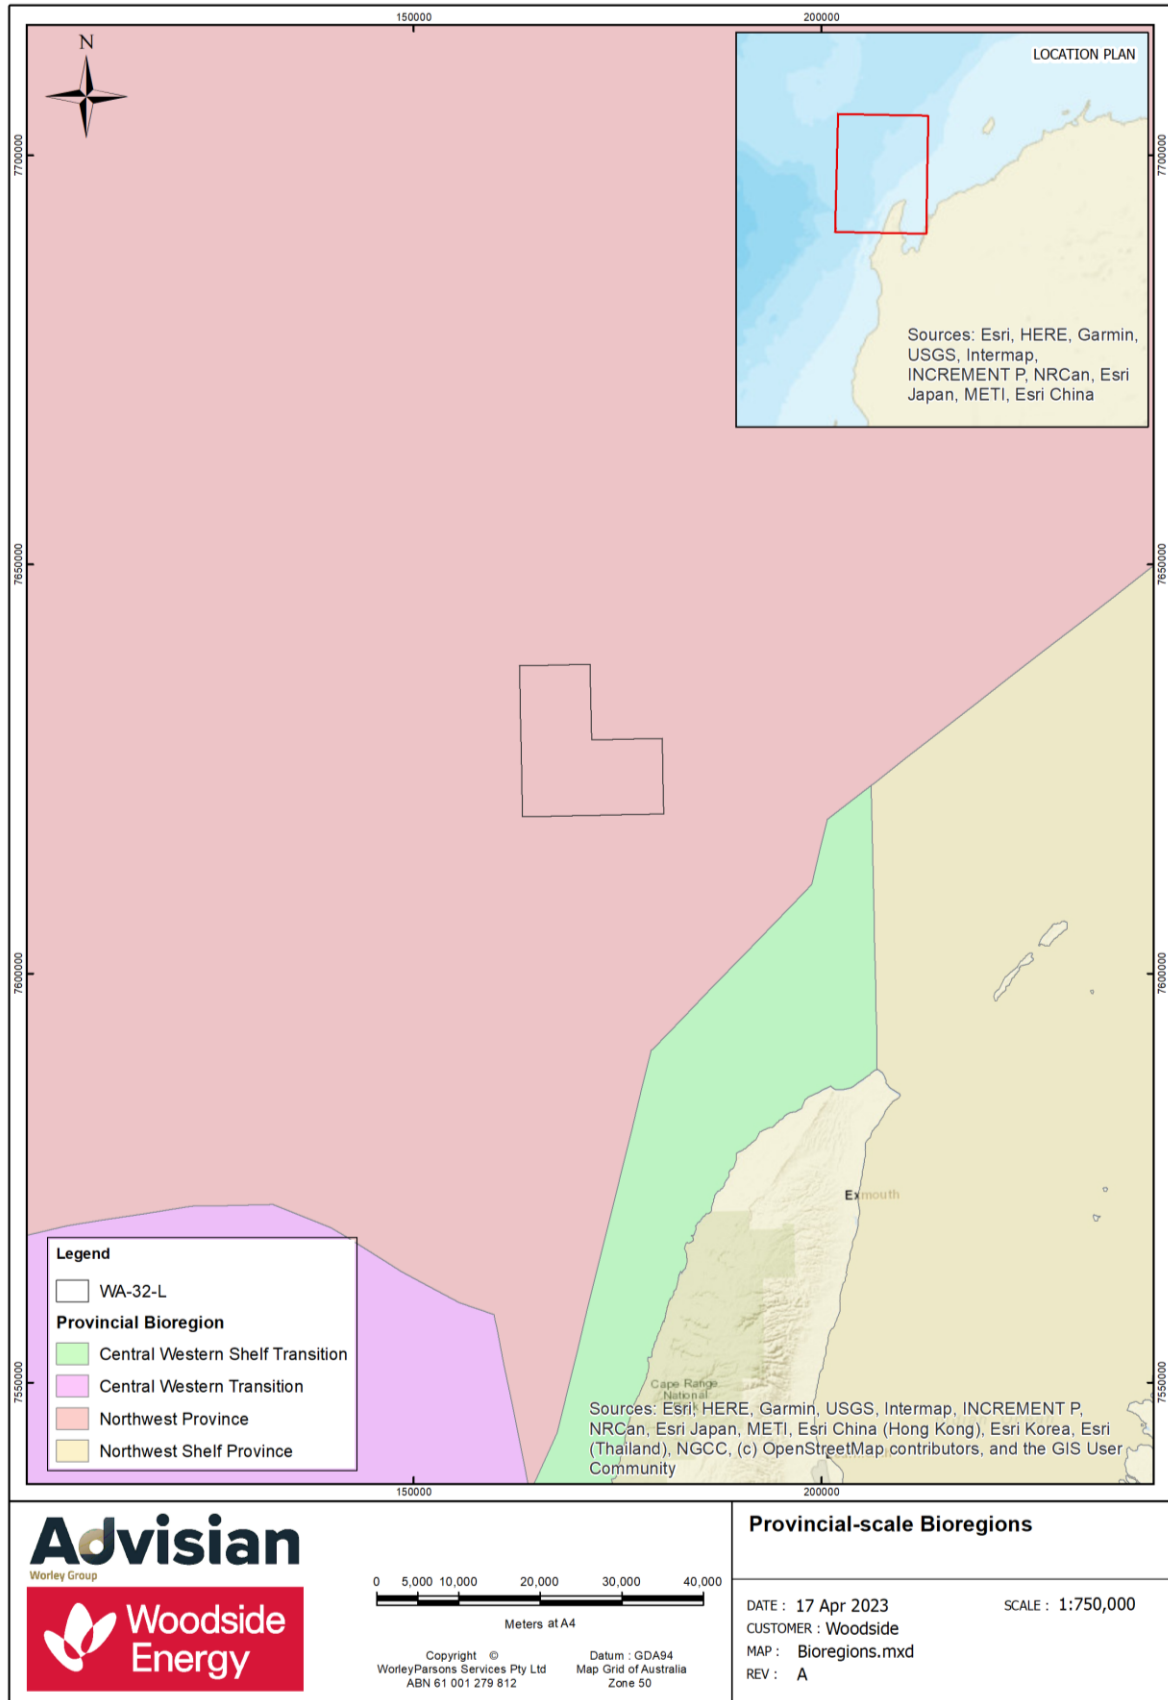 150000
200000
N
LOCATION PLAN
7700000
7700000
Sources: Esri, HERE, Garmin,
USGS, Intermap,
INCREMENT P, NRCan, Esri
Japan, METI, Esri China
7650000
7650000
7600000
7600000
Exmouth
Legend
WA-32-L
Provincial Bioregion
Central Western Shelf Transition
Central Western Transition
Northwest Province
Northwest Shelf Province
7550000
7550000
Cape Range
National
Sources: Esri, HERE, Garmin, USGS, Intermap, INCREMENT P,
NRCan, Esri Japan, METI, Esri China (Hong Kong), Esri Korea, Esri
(Thailand), NGCC, (c) OpenStreetMap contributors, and the GIS User
Community
150000
200000
Advisian
Worley Group
Woodside
Energy
0 5,000 10,000 20,000 30,000 40,000
Meters at A4
Copyright ©
WorleyParsons Services Pty Ltd
ABN 61 001 279 812
Datum : GDA94
Map Grid of Australia
Zone 50
Provincial-scale Bioregions
DATE : 17 Apr 2023
SCALE : 1:750,000
CUSTOMER : Woodside
MAP : Bioregions.mxd
REV : A